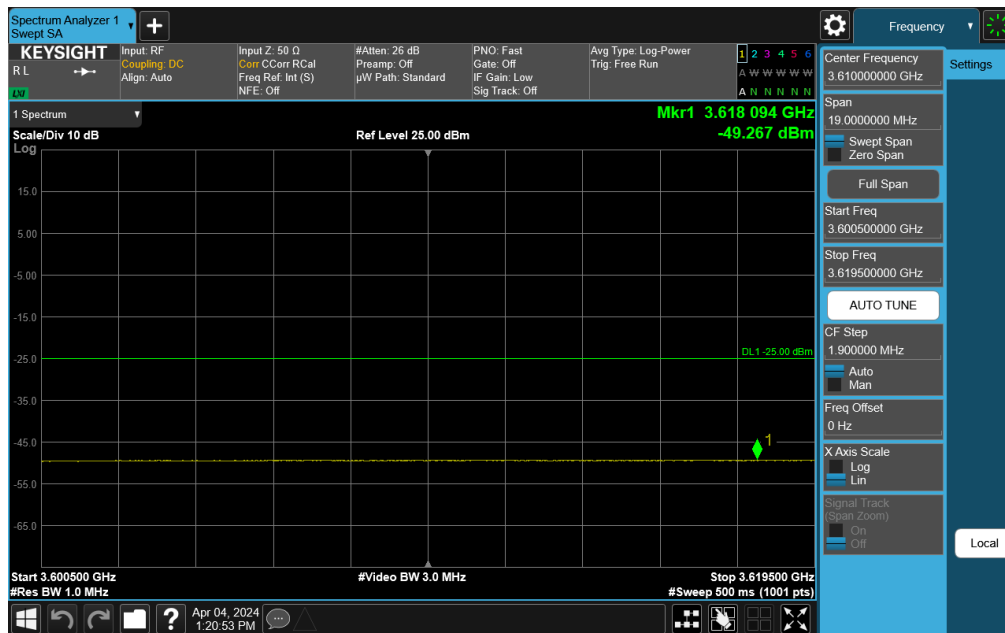 Spectrum Analyzer 1
Swept SA
Frequency
KEYSIGHT
R L
LXI
Input: RF
Coupling: DC
Align: Auto
Input Z: 50 Ω
Corr CCorr RCal
Freq Ref: Int (S)
NFE: Off
#Atten: 26 dB
Preamp: Off
µW Path: Standard
PNO: Fast
Gate: Off
IF Gain: Low
Sig Track: Off
Avg Type: Log-Power
Trig: Free Run
1 2 3 4 5 6
A W W W W W
A N N N N N
1 Spectrum
Mkr1 3.618 094 GHz
Scale/Div 10 dB
Ref Level 25.00 dBm
-49.267 dBm
Log
15.0
5.00
-5.00
-15.0
-25.0
DL1 -25.00 dBm
-35.0
-45.0
1
-55.0
-65.0
Start 3.600500 GHz
#Video BW 3.0 MHz
Stop 3.619500 GHz
#Res BW 1.0 MHz
#Sweep 500 ms (1001 pts)
Apr 04, 2024
1:20:53 PM
?
Center Frequency
3.610000000 GHz
Span
19.0000000 MHz
Swept Span
Zero Span
Full Span
Start Freq
3.600500000 GHz
Stop Freq
3.619500000 GHz
AUTO TUNE
CF Step
1.900000 MHz
Auto
Man
Freq Offset
0 Hz
X Axis Scale
Log
Lin
Signal Track
(Span Zoom)
On
Off
Settings
Local